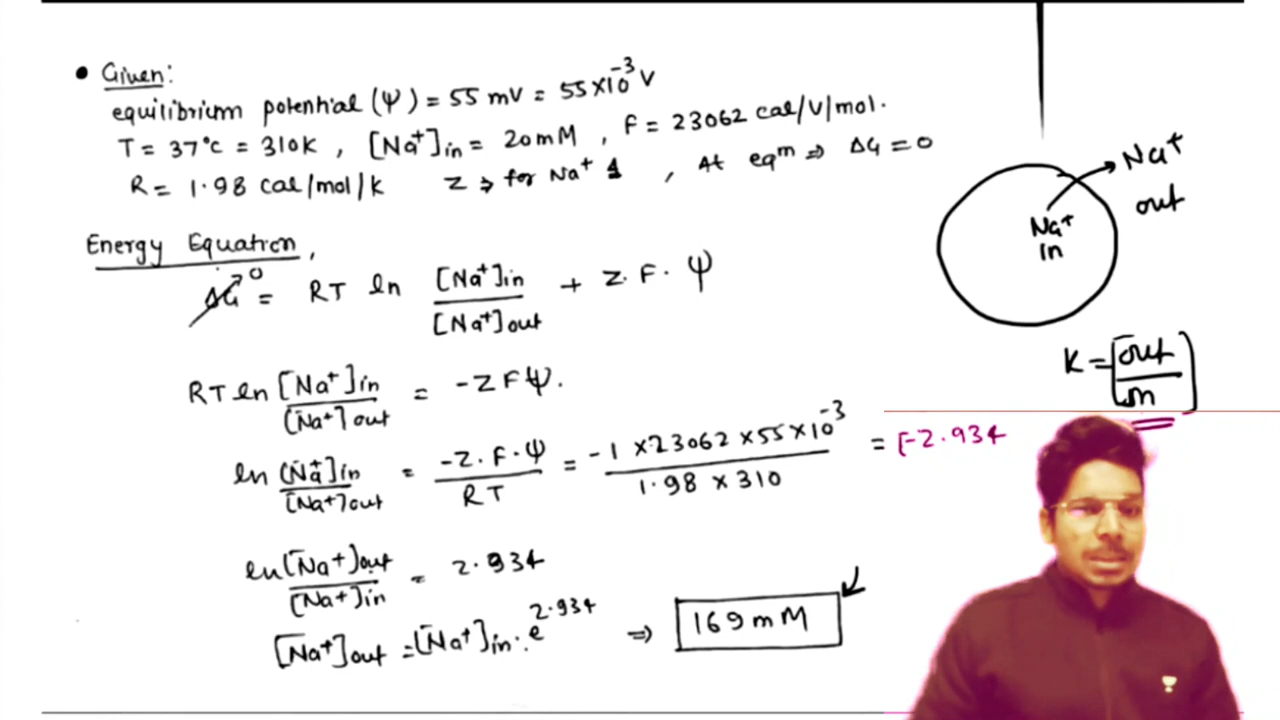 • Given:
equilibrium potenhial (Ψ) = 55 mV = 55×10⁻³ V
T = 37°C = 310K , [Na⁺]in = 20mM , F = 23062 cal/V/mol.
R = 1.98 cal/mol/k    Z → for Na⁺ 1 , At eqᵐ ⇒ ΔG = 0
Energy Equation,
ΔG⁰ = RT ln [Na⁺]in / [Na⁺]out + Z. F. Ψ
RT ln [Na⁺]in / [Na⁺]out = -ZFΨ.
ln [Na⁺]in / [Na⁺]out = -Z. F. Ψ / RT = -1 × 23062 × 55 × 10⁻³ / 1.98 × 310 = [-2.934
ln [Na⁺]out / [Na⁺]in = 2.934
[Na⁺]out = [Na⁺]in . e^2.934 ⇒ 169 mM
Na⁺
out
Na⁺
in
K = [out / in]